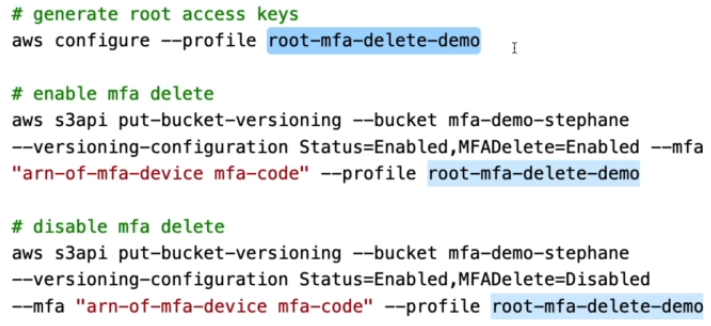 # generate root access keys
aws configure --profile root-mfa-delete-demo
# enable mfa delete
aws s3api put-bucket-versioning --bucket mfa-demo-stephane
--versioning-configuration Status=Enabled,MFADelete=Enabled --mfa
"arn-of-mfa-device mfa-code" --profile root-mfa-delete-demo
# disable mfa delete
aws s3api put-bucket-versioning --bucket mfa-demo-stephane
--versioning-configuration Status=Enabled,MFADelete=Disabled
--mfa "arn-of-mfa-device mfa-code" --profile root-mfa-delete-demo